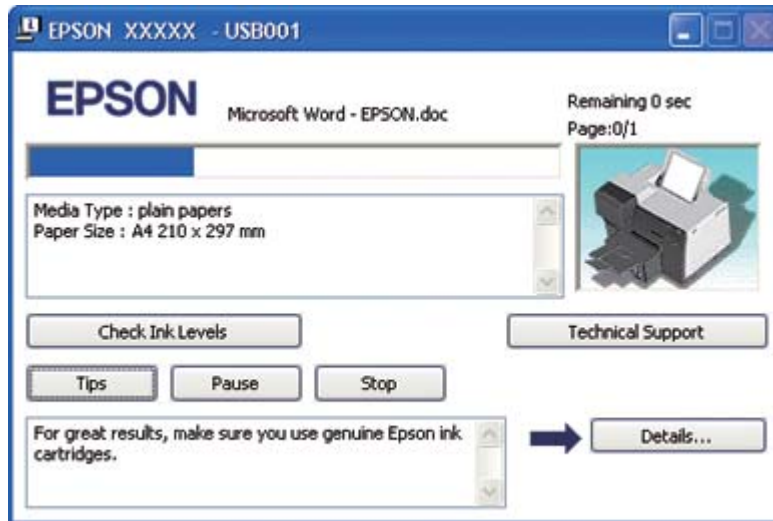 EPSON XXXXX - USB001
EPSON
Microsoft Word - EPSON.doc
Remaining 0 sec
Page:0/1
Media Type : plain papers
Paper Size : A4 210 x 297 mm
Check Ink Levels
Technical Support
Tips
Pause
Stop
For great results, make sure you use genuine Epson ink
cartridges.
Details...